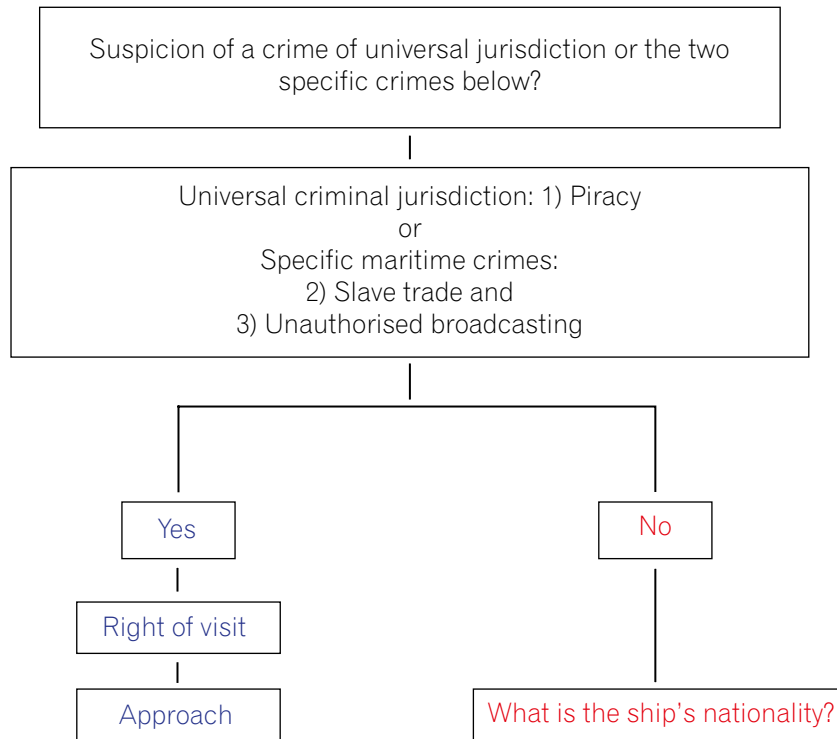 Suspicion of a crime of universal jurisdiction or the two
specific crimes below?
Universal criminal jurisdiction: 1) Piracy
or
Specific maritime crimes:
2) Slave trade and
3) Unauthorised broadcasting
Yes
No
Right of visit
Approach
What is the ship's nationality?